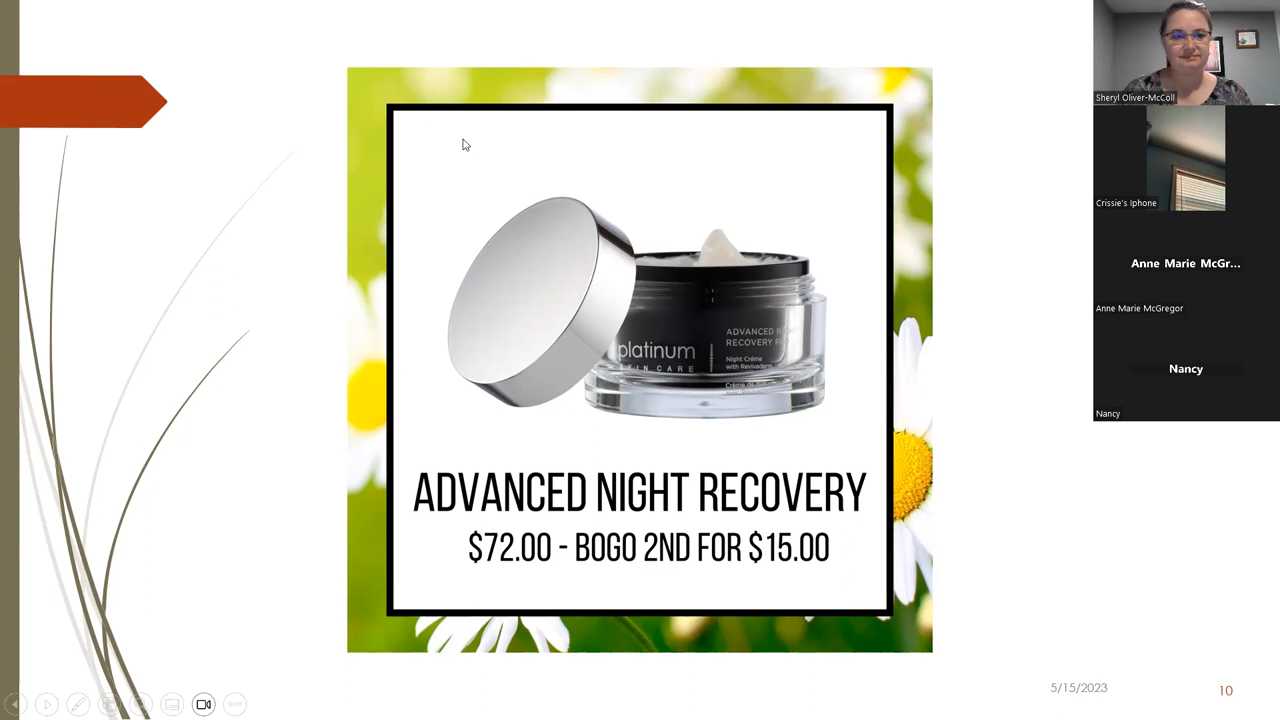 platinum
SKIN CARE
ADVANCED NIGHT
RECOVERY
Night Crème
with Revivaderm
ADVANCED NIGHT RECOVERY
$72.00 - BOGO 2ND FOR $15.00
5/15/2023
10
Sheryl Oliver-McColl
Crissie's Iphone
Anne Marie McGr...
Anne Marie McGregor
Nancy
Nancy